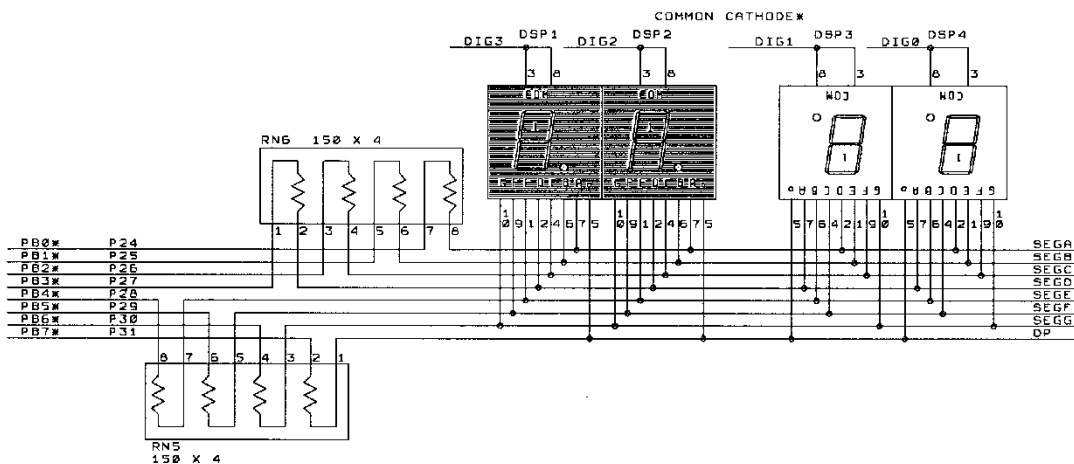 COMMON CATHODE*
DIG3 DSP1 DIG2 DSP2 DIG1 DSP3 DIG0 DSP4
3 8 3 8 8 3 8 3
COM COM COM COM
RN6 150 X 4
G F E D C B A G F E D C B A P A B C D E F G P A B C D E F G
1 2 3 4 5 6 7 8
10 9 1 2 4 6 7 5 10 9 1 2 4 6 7 5 5 7 6 4 2 1 9 10 5 7 6 4 2 1 9 10
PB0* P24 SEGA
PB1* P25 SEGB
PB2* P26 SEGC
PB3* P27 SEGD
PB4* P28 SEGE
PB5* P29 SEGF
PB6* P30 SEGG
PB7* P31 DP
8 7 6 5 4 3 2 1
RN5
150 X 4